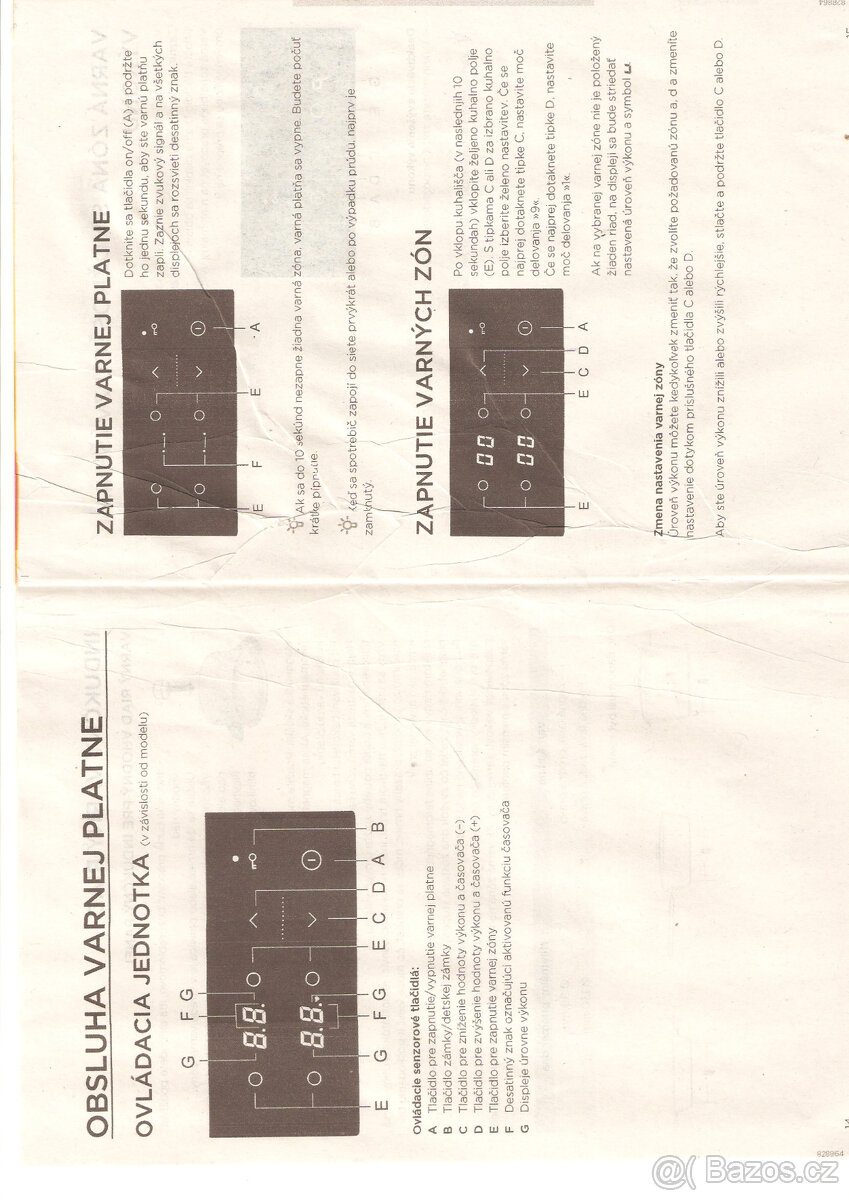 OBSLUHA VARNEJ PLATNE
OVLÁDACIA JEDNOTKA (v závislosti od modelu)
G F G
8.8.
8.8.
E G F G E C D A B
Ovládacie senzorové tlačidlá:
A Tlačidlo pre zapnutie/vypnutie varnej platne
B Tlačidlo zámky/detskej zámky
C Tlačidlo pre zníženie hodnoty výkonu a časovača (–)
D Tlačidlo pre zvýšenie hodnoty výkonu a časovača (+)
E Tlačidlo pre zapnutie varnej zóny
F Desatinný znak označujúci aktivovanú funkciu časovača
G Displeje úrovne výkonu
828964
14
ZAPNUTIE VARNEJ PLATNE
E F E A
Dotknite sa tlačidla on/off (A) a podržte
ho jednu sekundu, aby ste varnú platňu
zapli. Zaznie zvukový signál a na všetkých
displejoch sa rozsvieti desatinný znak.
Ak sa do 10 sekúnd nezapne žiadna varná zóna, varná platňa sa vypne. Budete počuť
krátke pípnutie.
Keď sa spotrebič zapojí do siete prvýkrát alebo po výpadku prúdu, najprv je
zamknutý.
ZAPNUTIE VARNÝCH ZÓN
00
00
E E C D A
Po vklopu kuhališča (v naslednjih 10
sekundah) vklopite željeno kuhalno polje
(E). S tipkama C ali D za izbrano kuhalno
polje izberite želeno nastavitev. Če se
najprej dotaknete tipke C, nastavite moč
delovanja »9«.
Če se najprej dotaknete tipke D, nastavite
moč delovanja »1«.
Ak na vybranej varnej zóne nie je položený
žiaden riad, na displeji sa bude striedať
nastavená úroveň výkonu a symbol
Zmena nastavenia varnej zóny
Úroveň výkonu môžete kedykoľvek zmeniť tak, že zvolíte požadovanú zónu a, d a zmeníte
nastavenie dotykom príslušného tlačidla C alebo D.
Aby ste úroveň výkonu znížili alebo zvýšili rýchlejšie, stlačte a podržte tlačidlo C alebo D.
828964
15
@ Bazos.cz